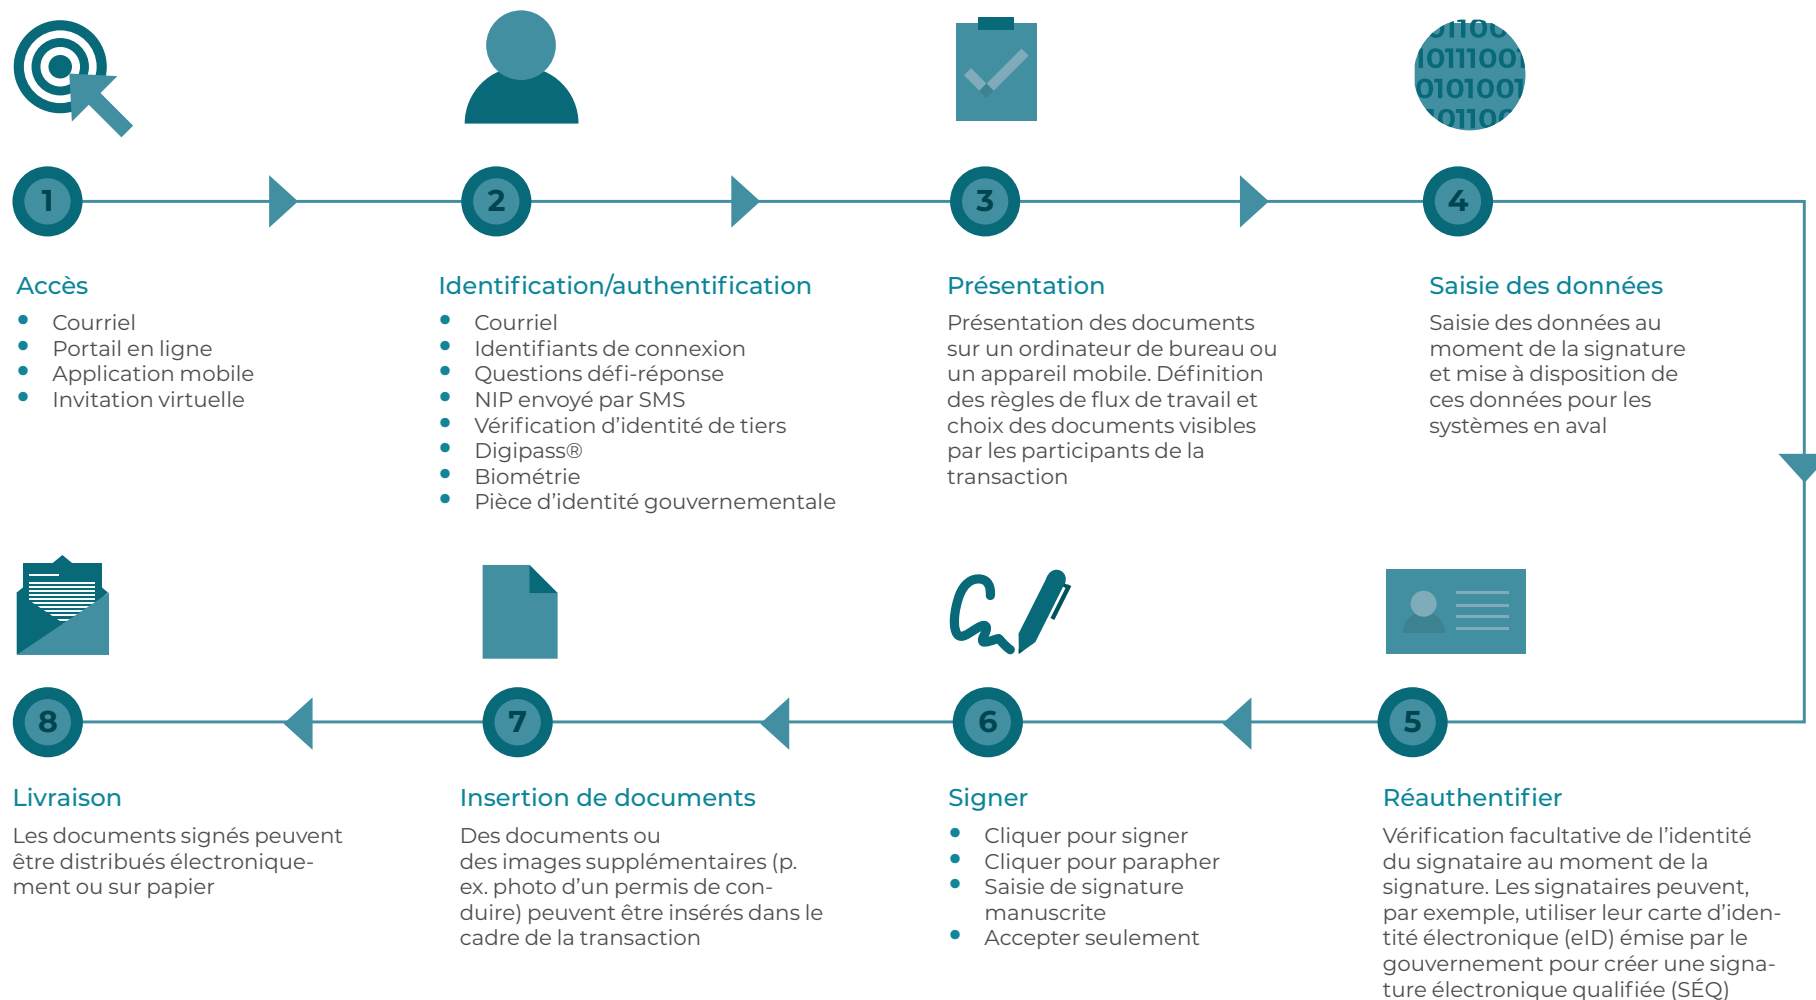 01100
10111001
0101001
01100
1
2
3
4
Accès
• Courriel
• Portail en ligne
• Application mobile
• Invitation virtuelle
Identification/authentification
• Courriel
• Identifiants de connexion
• Questions défi-réponse
• NIP envoyé par SMS
• Vérification d’identité de tiers
• Digipass®
• Biométrie
• Pièce d’identité gouvernementale
Présentation
Présentation des documents
sur un ordinateur de bureau ou
un appareil mobile. Définition
des règles de flux de travail et
choix des documents visibles
par les participants de la
transaction
Saisie des données
Saisie des données au
moment de la signature
et mise à disposition de
ces données pour les
systèmes en aval
8
7
6
5
Livraison
Les documents signés peuvent
être distribués électronique-
ment ou sur papier
Insertion de documents
Des documents ou
des images supplémentaires (p.
ex. photo d’un permis de con-
duire) peuvent être insérés dans le
cadre de la transaction
Signer
• Cliquer pour signer
• Cliquer pour parapher
• Saisie de signature
manuscrite
• Accepter seulement
Réauthentifier
Vérification facultative de l’identité
du signataire au moment de la
signature. Les signataires peuvent,
par exemple, utiliser leur carte d’iden-
tité électronique (eID) émise par le
gouvernement pour créer une signa-
ture électronique qualifiée (SÉQ)